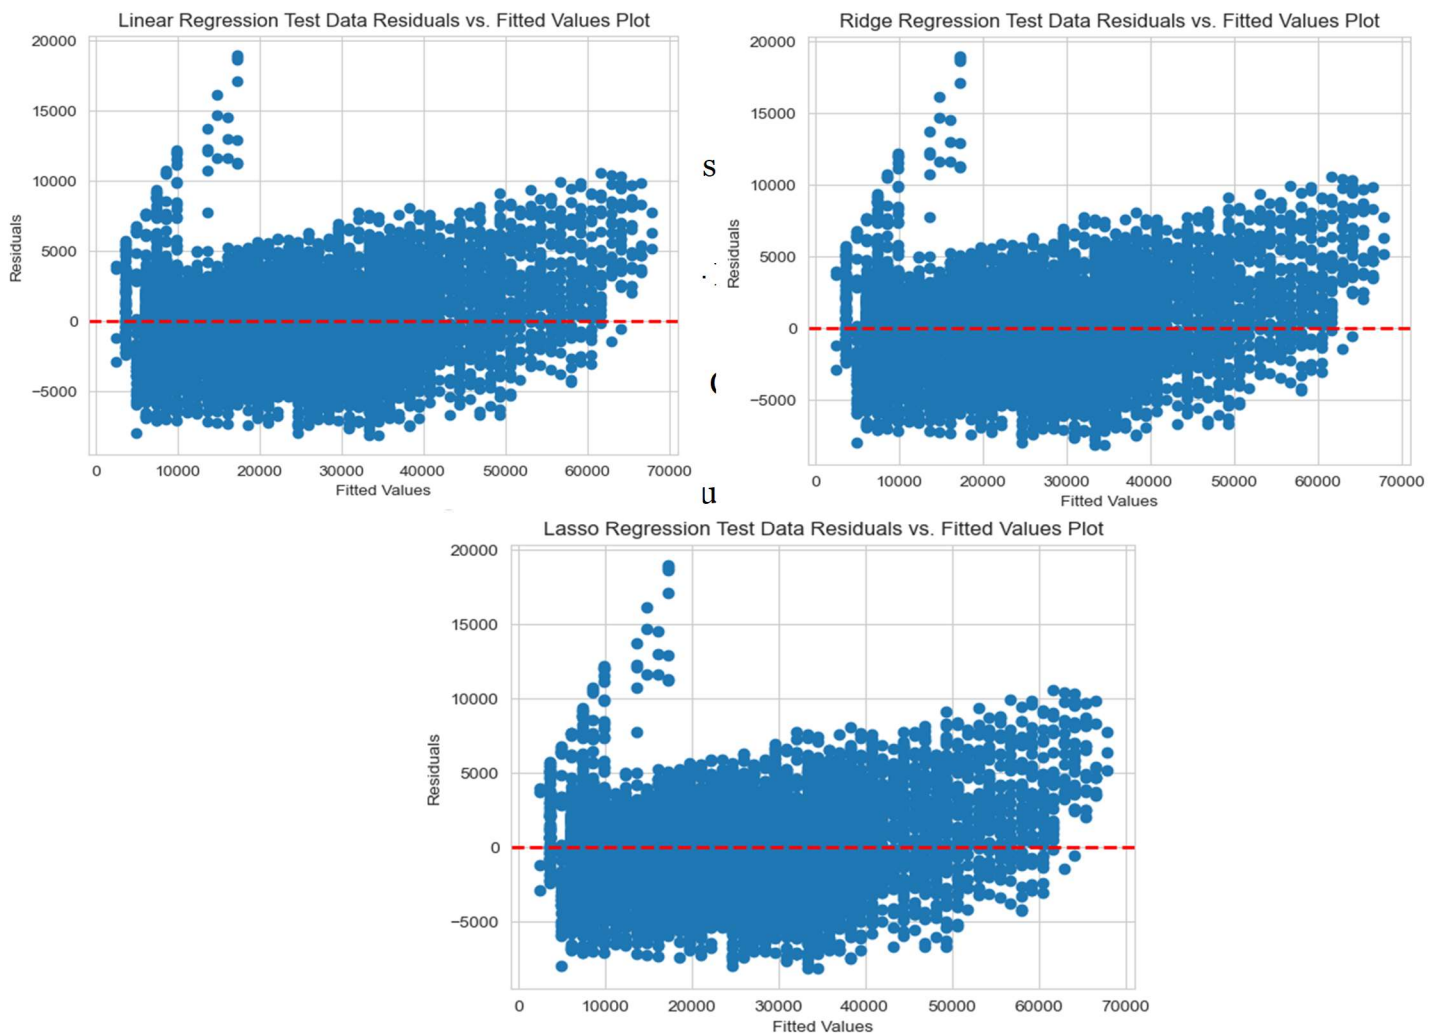 Linear Regression Test Data Residuals vs. Fitted Values Plot
20000
15000
10000
5000
0
−5000
Residuals
0 10000 20000 30000 40000 50000 60000 70000
Fitted Values
Ridge Regression Test Data Residuals vs. Fitted Values Plot
20000
15000
10000
5000
0
−5000
Residuals
0 10000 20000 30000 40000 50000 60000 70000
Fitted Values
s
u
Lasso Regression Test Data Residuals vs. Fitted Values Plot
20000
15000
10000
5000
0
−5000
Residuals
0 10000 20000 30000 40000 50000 60000 70000
Fitted Values